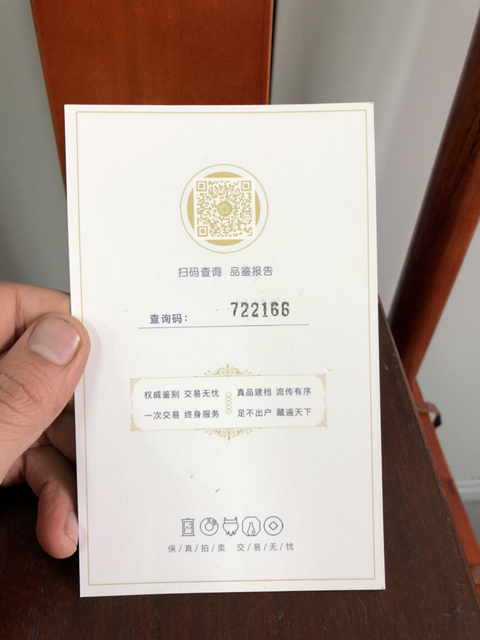 扫码查询 品鉴报告
查询码: 722166
权威鉴别 交易无忧 真品建档 流传有序
一次交易 终身服务 足不出户 藏遍天下
保/真/拍/卖 交/易/无/忧